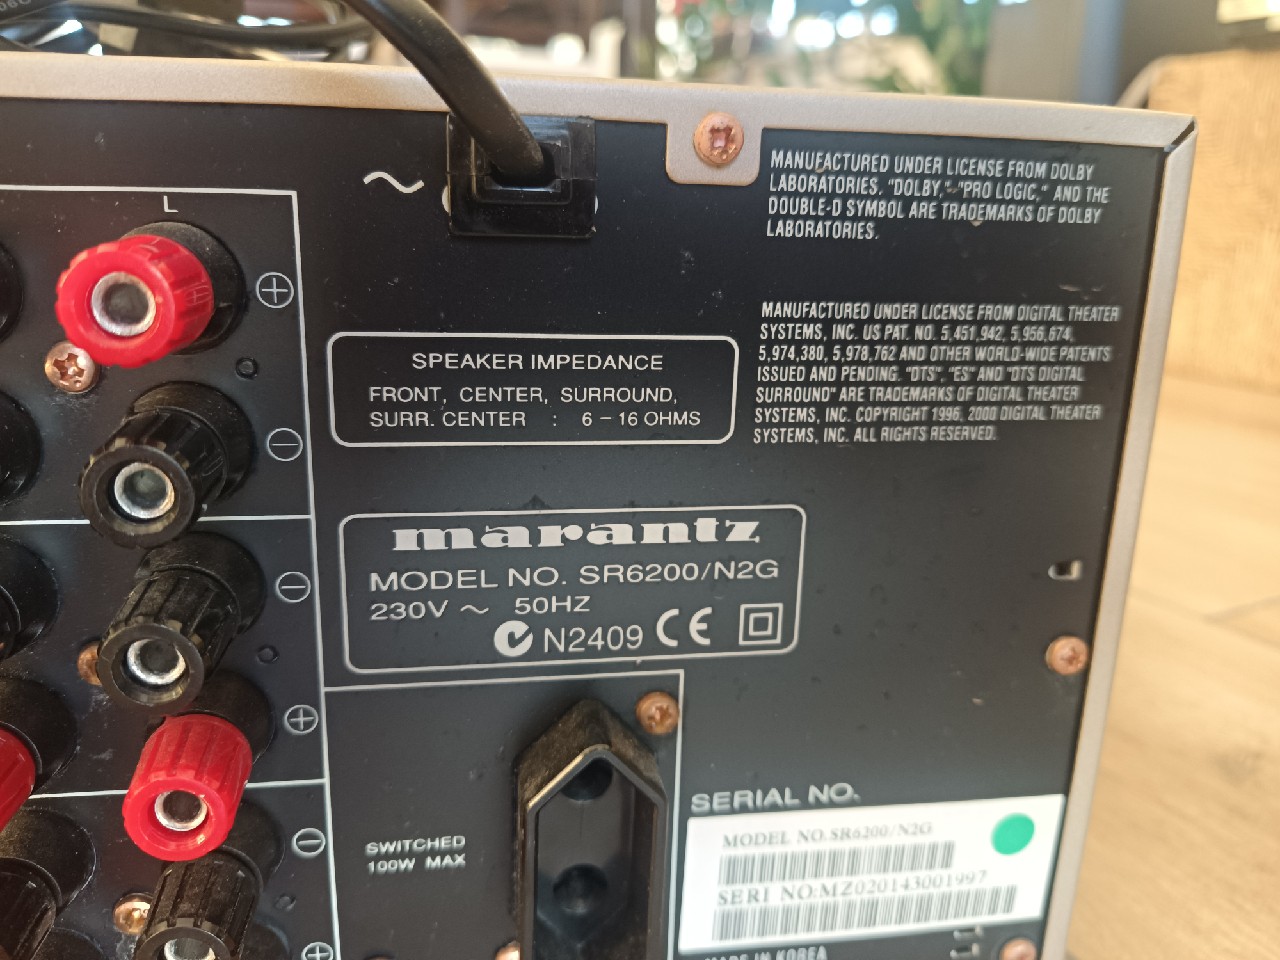 L
MANUFACTURED UNDER LICENSE FROM DOLBY
LABORATORIES. "DOLBY," "PRO LOGIC," AND THE
DOUBLE-D SYMBOL ARE TRADEMARKS OF DOLBY
LABORATORIES.
MANUFACTURED UNDER LICENSE FROM DIGITAL THEATER
SYSTEMS, INC. US PAT. NO. 5,451,942, 5,956,674,
5,974,380, 5,978,762 AND OTHER WORLD-WIDE PATENTS
ISSUED AND PENDING. "DTS", "ES" AND "DTS DIGITAL
SURROUND" ARE TRADEMARKS OF DIGITAL THEATER
SYSTEMS, INC. COPYRIGHT 1996, 2000 DIGITAL THEATER
SYSTEMS, INC. ALL RIGHTS RESERVED.
SPEAKER IMPEDANCE
FRONT, CENTER, SURROUND,
SURR. CENTER : 6 – 16 OHMS
marantz
MODEL NO. SR6200/N2G
230V ~ 50HZ
N2409 CE
SWITCHED
100W MAX
SERIAL NO.
MODEL NO.SR6200/N2G
SERI NO:MZ020143001997
MADE IN KOREA